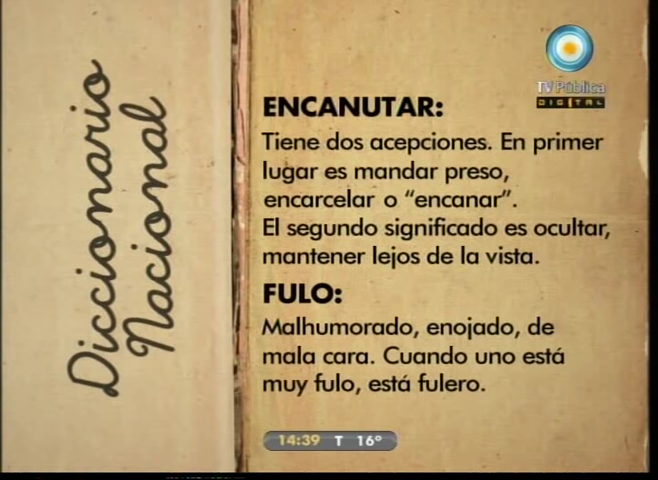 Diccionario
Nacional
TV Pública
DIGITAL
ENCANUTAR:
Tiene dos acepciones. En primer
lugar es mandar preso,
encarcelar o “encanar”.
El segundo significado es ocultar,
mantener lejos de la vista.
FULO:
Malhumorado, enojado, de
mala cara. Cuando uno está
muy fulo, está fulero.
14:39 T 16º